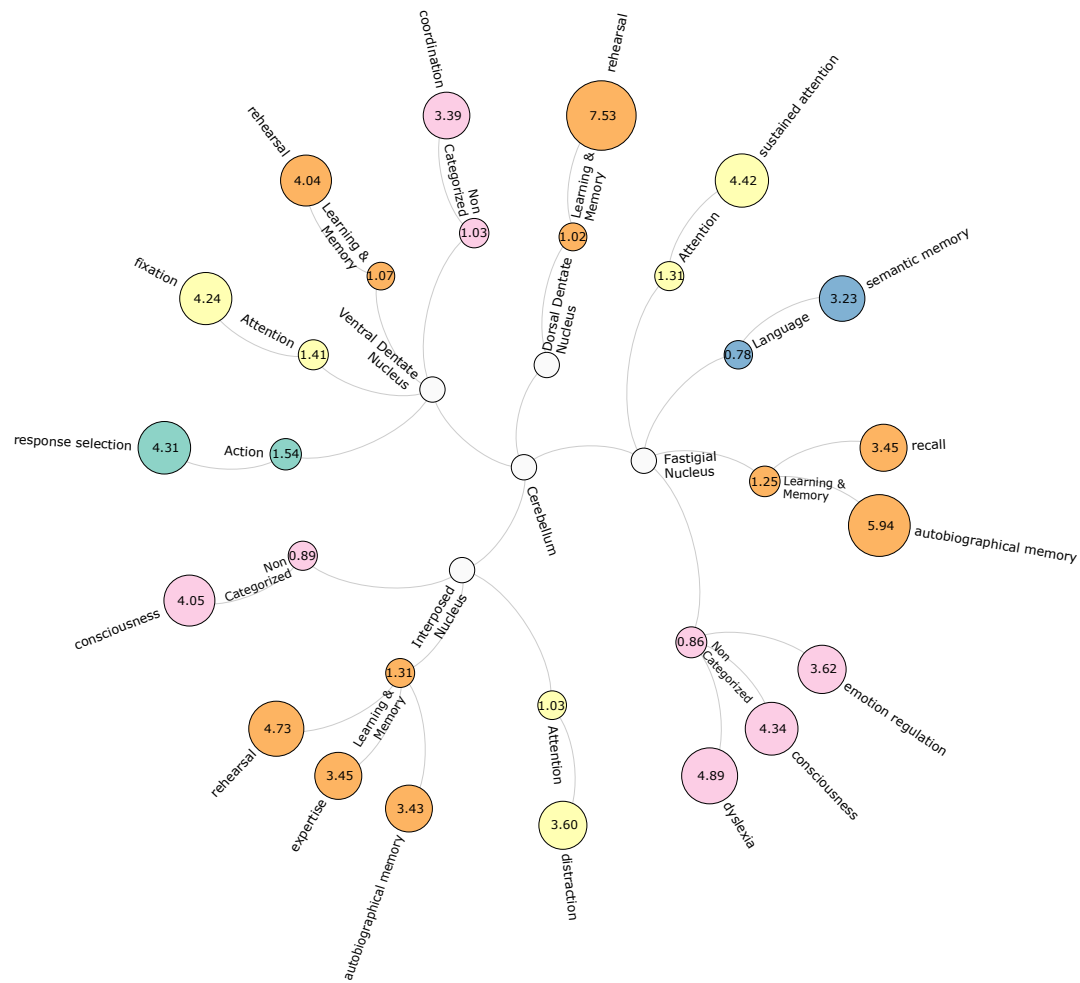 coordination
3.39
Non
Categorized
1.03
rehearsal
7.53
Learning &
Memory
1.02
Dorsal Dentate
Nucleus
sustained attention
4.42
Attention
1.31
semantic memory
3.23
Language
0.78
recall
3.45
Learning &
Memory
1.25
autobiographical memory
5.94
Fastigial
Nucleus
0.86
Non
Categorized
emotion regulation
3.62
consciousness
4.34
dyslexia
4.89
Cerebellum
distraction
3.60
Attention
1.03
Interposed
Nucleus
1.31
Learning &
Memory
autobiographical memory
3.43
expertise
3.45
rehearsal
4.73
consciousness
4.05
Non
Categorized
0.89
response selection
4.31
Action
1.54
fixation
4.24
Attention
1.41
rehearsal
4.04
Learning &
Memory
1.07
Ventral Dentate
Nucleus